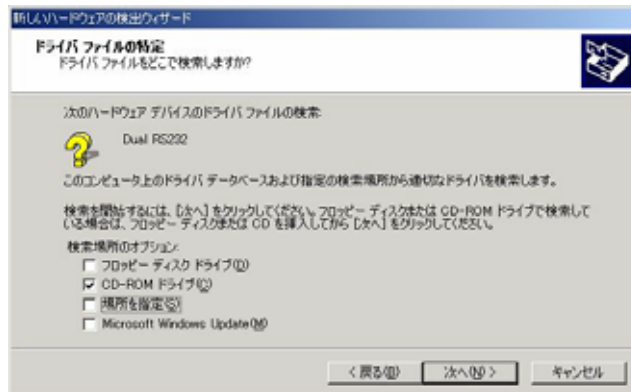 新しいハードウェアの検出ウィザード
ドライバ ファイルの特定
ドライバ ファイルをどこで検索しますか?
次のハードウェア デバイスのドライバ ファイルの検索:
Dual RS232
このコンピュータ上のドライバ データベースおよび指定の検索場所から適切なドライバを検索します。
検索を開始するには、[次へ] をクリックしてください。フロッピー ディスクまたは CD-ROM ドライブで検索して
いる場合は、フロッピー ディスクまたは CD を挿入してから [次へ] をクリックしてください。
検索場所のオプション:
フロッピー ディスク ドライブ(D)
CD-ROM ドライブ(C)
場所を指定(S)
Microsoft Windows Update(M)
< 戻る(B) 次へ(N) > キャンセル